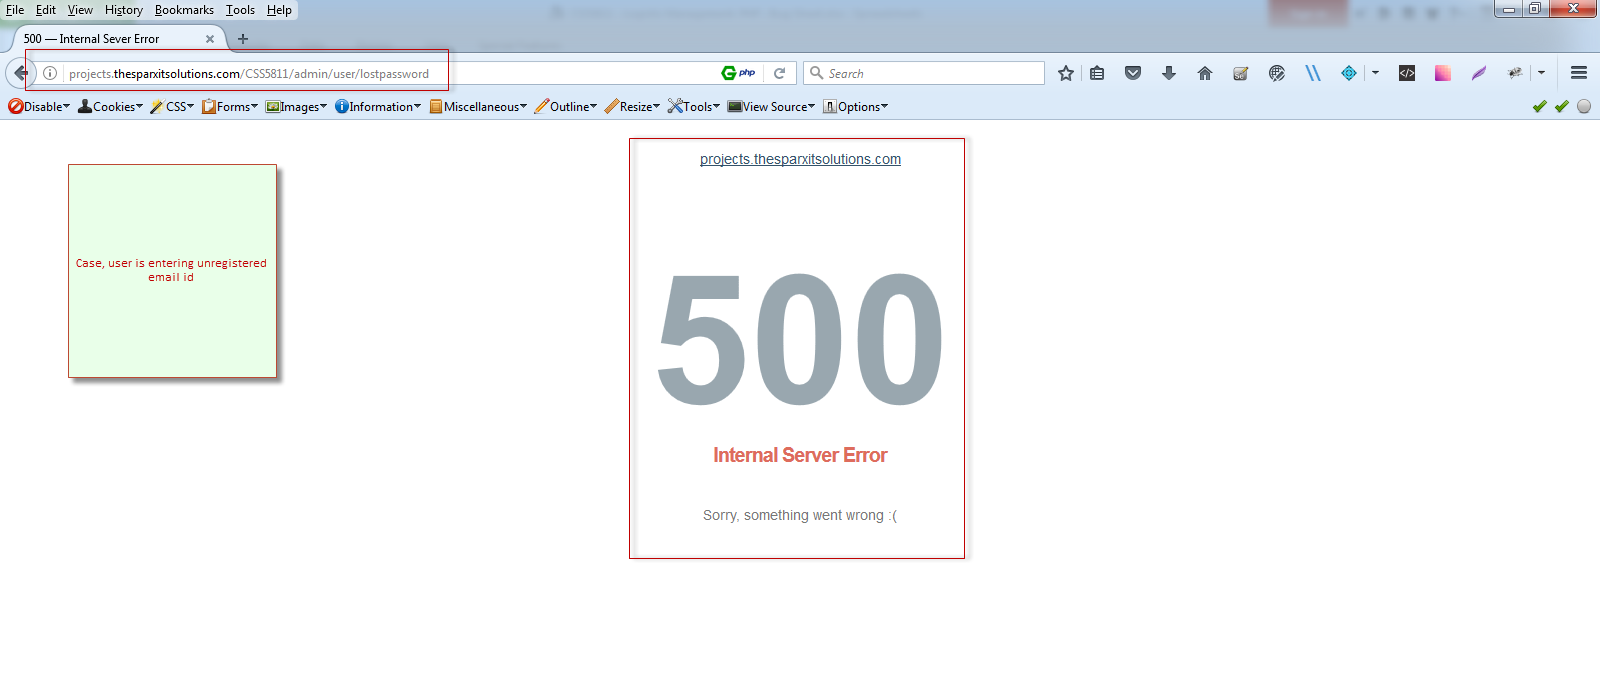 File Edit View History Bookmarks Tools Help
500 — Internal Sever Error
projects.thesparxitsolutions.com/CSS5811/admin/user/lostpassword
php
Search
Disable Cookies CSS Forms Images Information Miscellaneous Outline Resize Tools View Source Options
projects.thesparxitsolutions.com
Case, user is entering unregistered
email id
500
Internal Server Error
Sorry, something went wrong :(